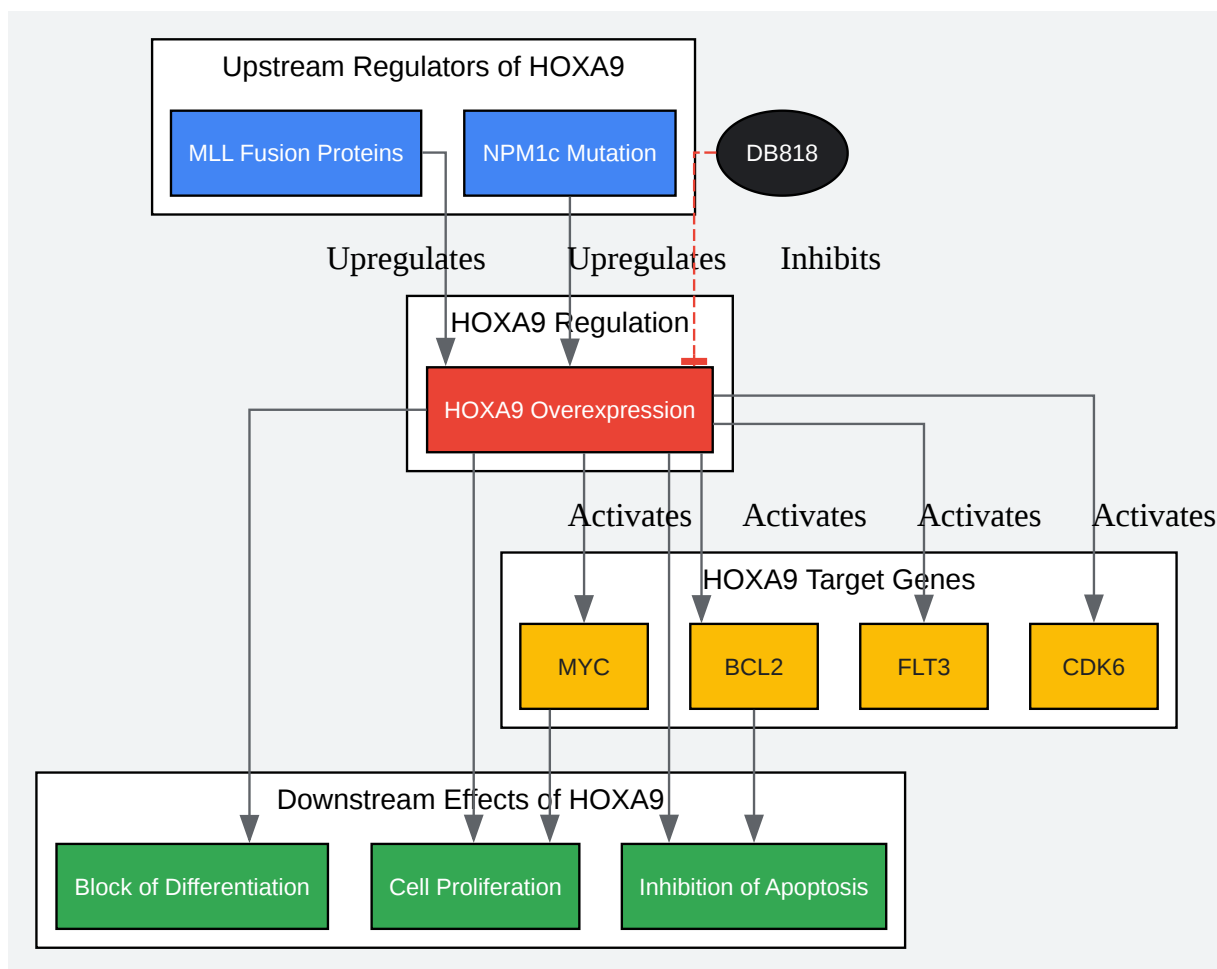 Upstream Regulators of HOXA9
MLL Fusion Proteins
NPM1c Mutation
DB818
Upregulates
Upregulates
Inhibits
HOXA9 Regulation
HOXA9 Overexpression
Activates
Activates
Activates
Activates
HOXA9 Target Genes
MYC
BCL2
FLT3
CDK6
Downstream Effects of HOXA9
Block of Differentiation
Cell Proliferation
Inhibition of Apoptosis